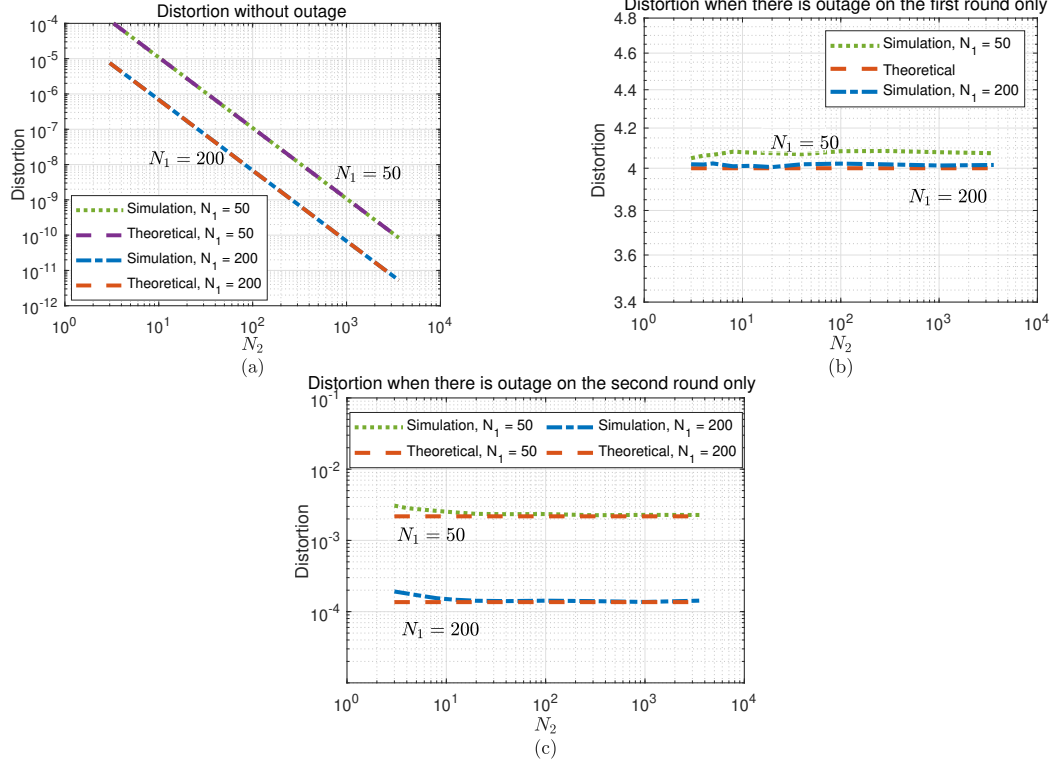 Distortion without outage
10^-4
10^-5
10^-6
10^-7
10^-8
10^-9
10^-10
10^-11
10^-12
Distortion
N_1 = 200
N_1 = 50
Simulation, N_1 = 50
Theoretical, N_1 = 50
Simulation, N_1 = 200
Theoretical, N_1 = 200
10^0 10^1 10^2 10^3 10^4
N_2
(a)
Distortion when there is outage on the first round only
4.8
4.6
4.4
4.2
4.1
4
3.8
3.6
3.4
Distortion
Simulation, N_1 = 50
Theoretical
Simulation, N_1 = 200
N_1 = 50
N_1 = 200
10^0 10^1 10^2 10^3 10^4
N_2
(b)
Distortion when there is outage on the second round only
10^-1
10^-2
10^-3
10^-4
Distortion
Simulation, N_1 = 50 Simulation, N_1 = 200
Theoretical, N_1 = 50 Theoretical, N_1 = 200
N_1 = 50
N_1 = 200
10^0 10^1 10^2 10^3 10^4
N_2
(c)